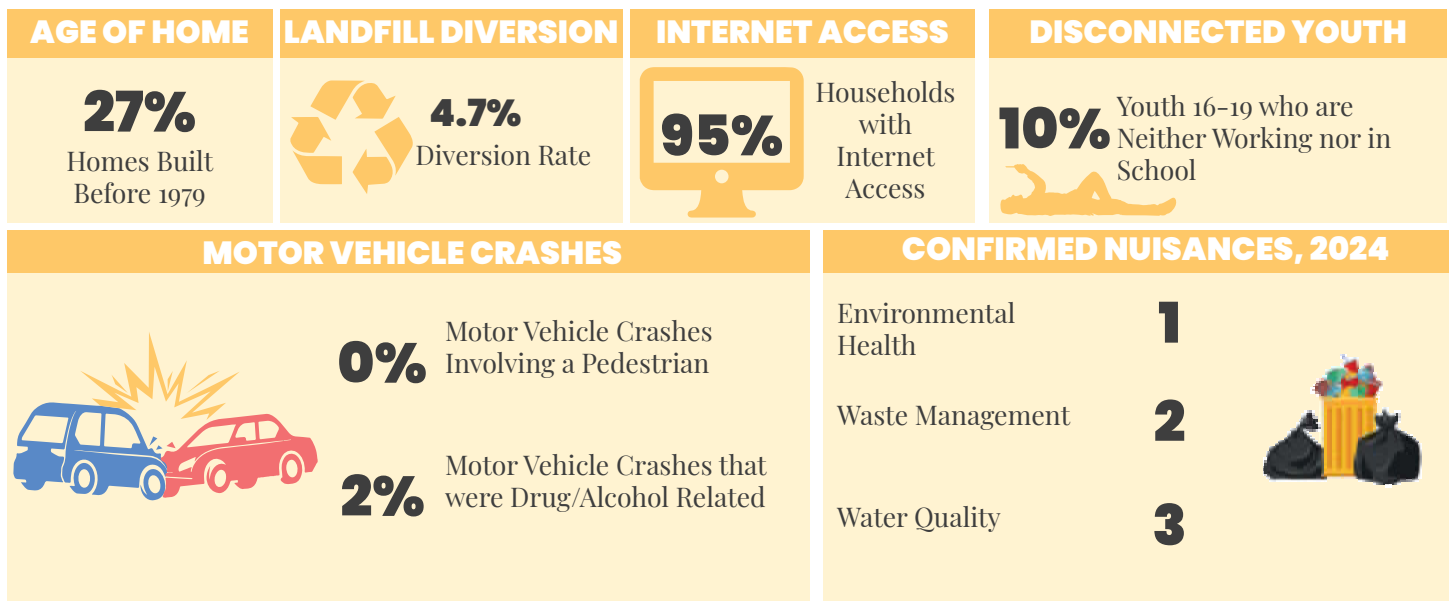 AGE OF HOME
27%
Homes Built
Before 1979
LANDFILL DIVERSION
4.7%
Diversion Rate
INTERNET ACCESS
95%
Households
with
Internet
Access
DISCONNECTED YOUTH
10%
Youth 16-19 who are
Neither Working nor in
School
MOTOR VEHICLE CRASHES
0%
Motor Vehicle Crashes
Involving a Pedestrian
2%
Motor Vehicle Crashes that
were Drug/Alcohol Related
CONFIRMED NUISANCES, 2024
Environmental
Health
1
Waste Management
2
Water Quality
3